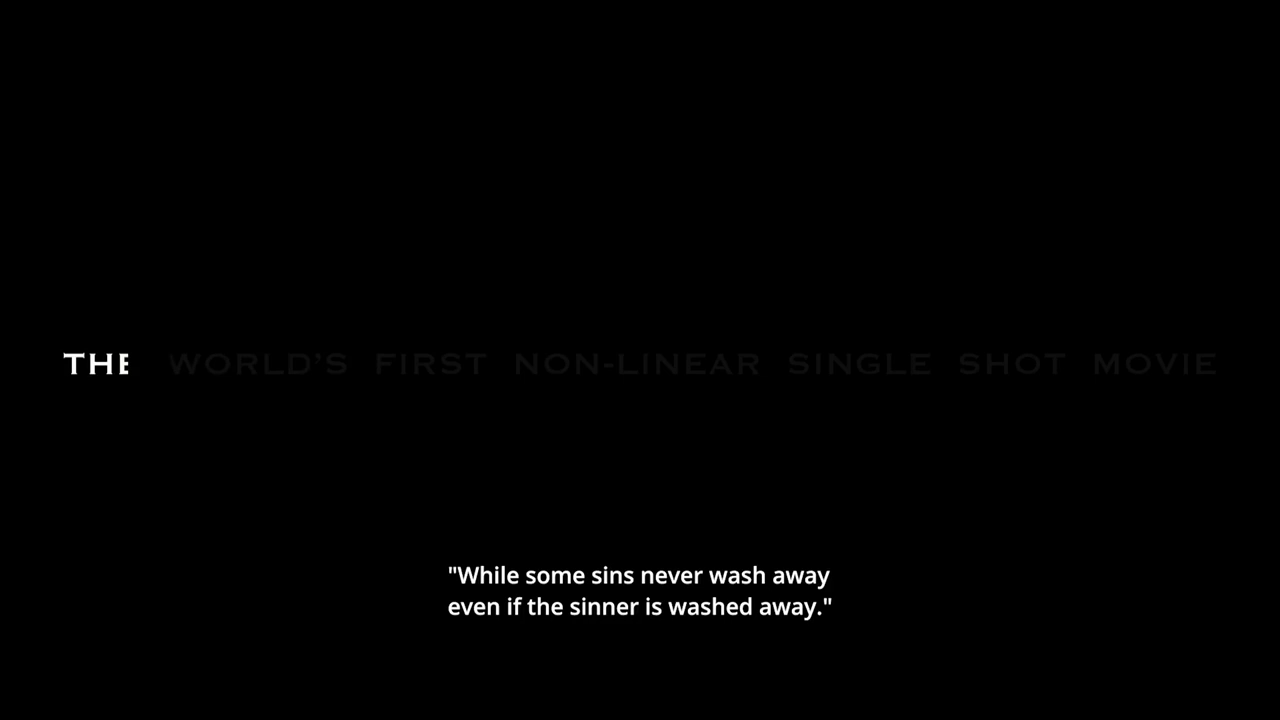 THE WORLD'S FIRST NON-LINEAR SINGLE SHOT MOVIE
"While some sins never wash away
even if the sinner is washed away."